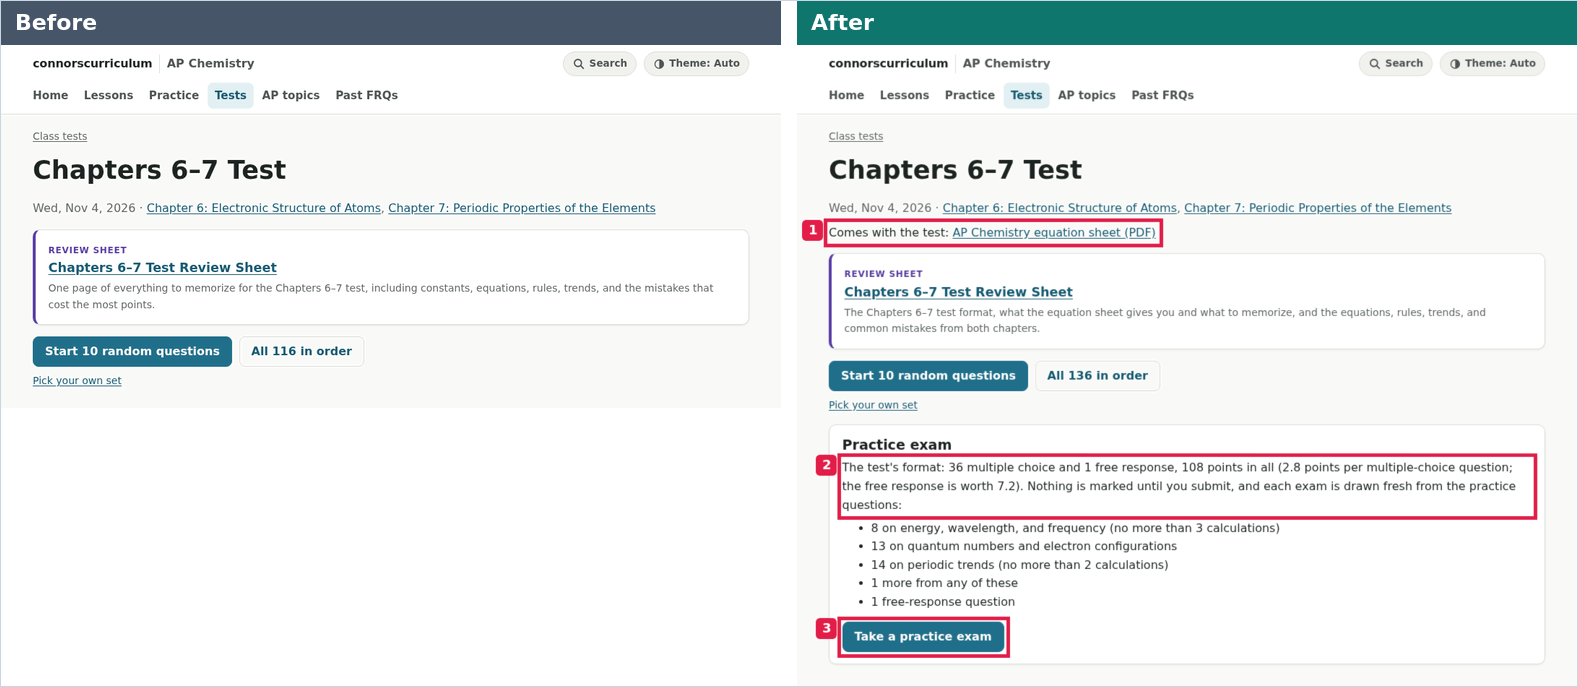 Before
connorscurriculum AP Chemistry
Search
Theme: Auto
Home Lessons Practice Tests AP topics Past FRQs
Class tests
Chapters 6–7 Test
Wed, Nov 4, 2026 · Chapter 6: Electronic Structure of Atoms, Chapter 7: Periodic Properties of the Elements
REVIEW SHEET
Chapters 6–7 Test Review Sheet
One page of everything to memorize for the Chapters 6–7 test, including constants, equations, rules, trends, and the mistakes that
cost the most points.
Start 10 random questions
All 116 in order
Pick your own set
After
connorscurriculum AP Chemistry
Search
Theme: Auto
Home Lessons Practice Tests AP topics Past FRQs
Class tests
Chapters 6–7 Test
Wed, Nov 4, 2026 · Chapter 6: Electronic Structure of Atoms, Chapter 7: Periodic Properties of the Elements
1
Comes with the test: AP Chemistry equation sheet (PDF)
REVIEW SHEET
Chapters 6–7 Test Review Sheet
The Chapters 6–7 test format, what the equation sheet gives you and what to memorize, and the equations, rules, trends, and
common mistakes from both chapters.
Start 10 random questions
All 136 in order
Pick your own set
Practice exam
2
The test's format: 36 multiple choice and 1 free response, 108 points in all (2.8 points per multiple-choice question;
the free response is worth 7.2). Nothing is marked until you submit, and each exam is drawn fresh from the practice
questions:
• 8 on energy, wavelength, and frequency (no more than 3 calculations)
• 13 on quantum numbers and electron configurations
• 14 on periodic trends (no more than 2 calculations)
• 1 more from any of these
• 1 free-response question
3
Take a practice exam